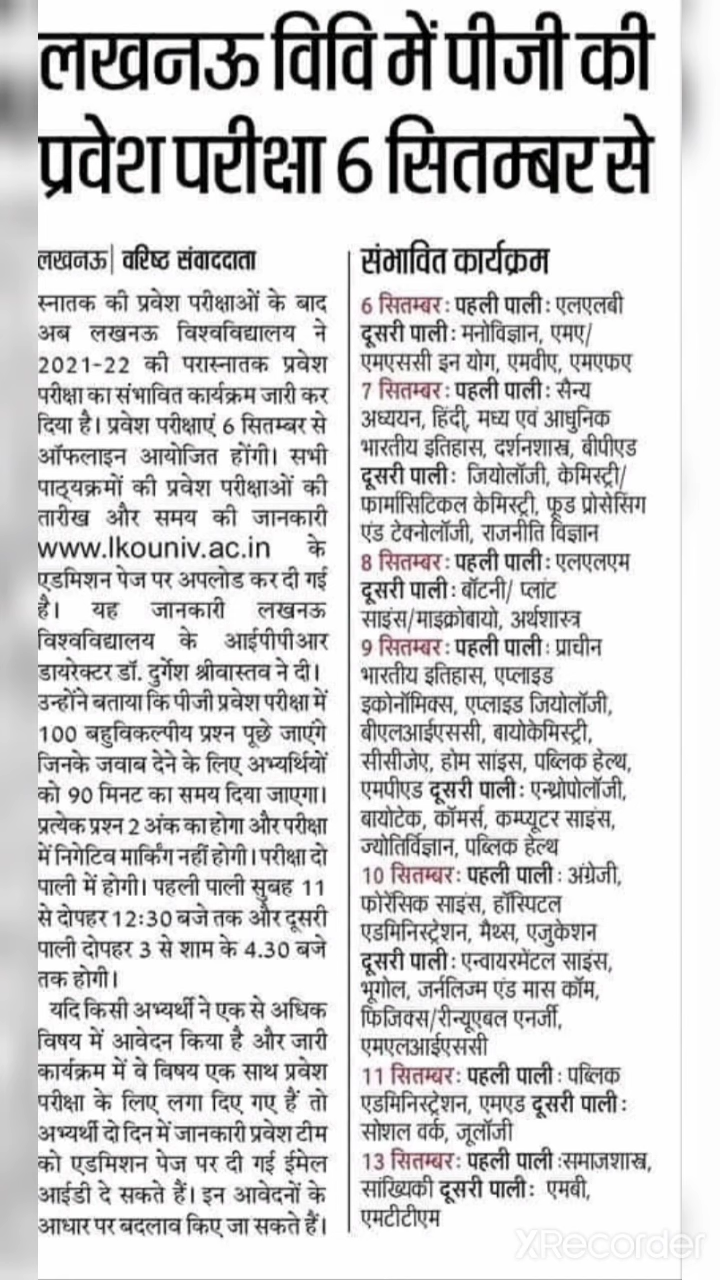 लखनऊ विवि में पीजी की
प्रवेश परीक्षा 6 सितम्बर से
लखनऊ| वरिष्ठ संवाददाता
स्नातक की प्रवेश परीक्षाओं के बाद
अब लखनऊ विश्वविद्यालय ने
2021-22 की परास्नातक प्रवेश
परीक्षा का संभावित कार्यक्रम जारी कर
दिया है। प्रवेश परीक्षाएं 6 सितम्बर से
ऑफलाइन आयोजित होंगी। सभी
पाठ्यक्रमों की प्रवेश परीक्षाओं की
तारीख और समय की जानकारी
www.lkouniv.ac.in के
एडमिशन पेज पर अपलोड कर दी गई
है। यह जानकारी लखनऊ
विश्वविद्यालय के आईपीपीआर
डायरेक्टर डॉ. दुर्गेश श्रीवास्तव ने दी।
उन्होंने बताया कि पीजी प्रवेश परीक्षा में
100 बहुविकल्पीय प्रश्न पूछे जाएंगे
जिनके जवाब देने के लिए अभ्यर्थियों
को 90 मिनट का समय दिया जाएगा।
प्रत्येक प्रश्न 2 अंक का होगा और परीक्षा
में निगेटिव मार्किंग नहीं होगी। परीक्षा दो
पाली में होगी। पहली पाली सुबह 11
से दोपहर 12:30 बजे तक और दूसरी
पाली दोपहर 3 से शाम के 4.30 बजे
तक होगी।
यदि किसी अभ्यर्थी ने एक से अधिक
विषय में आवेदन किया है और जारी
कार्यक्रम में वे विषय एक साथ प्रवेश
परीक्षा के लिए लगा दिए गए हैं तो
अभ्यर्थी दो दिन में जानकारी प्रवेश टीम
को एडमिशन पेज पर दी गई ईमेल
आईडी दे सकते हैं। इन आवेदनों के
आधार पर बदलाव किए जा सकते हैं।
संभावित कार्यक्रम
6 सितम्बर : पहली पाली : एलएलबी
दूसरी पाली : मनोविज्ञान, एमए/
एमएससी इन योग, एमवीए, एमएफए
7 सितम्बर : पहली पाली : सैन्य
अध्ययन, हिंदी, मध्य एवं आधुनिक
भारतीय इतिहास, दर्शनशास्त्र, बीपीएड
दूसरी पाली : जियोलॉजी, केमिस्ट्री/
फार्मासिटिकल केमिस्ट्री, फूड प्रोसेसिंग
एंड टेक्नोलॉजी, राजनीति विज्ञान
8 सितम्बर : पहली पाली : एलएलएम
दूसरी पाली : बॉटनी/ प्लांट
साइंस/माइक्रोबायो, अर्थशास्त्र
9 सितम्बर : पहली पाली : प्राचीन
भारतीय इतिहास, एप्लाइड
इकोनॉमिक्स, एप्लाइड जियोलॉजी,
बीएलआईएससी, बायोकेमिस्ट्री,
सीसीजेए, होम सांइस, पब्लिक हेल्थ,
एमपीएड दूसरी पाली : एन्थ्रोपोलॉजी,
बायोटेक, कॉमर्स, कम्प्यूटर साइंस,
ज्योतिर्विज्ञान, पब्लिक हेल्थ
10 सितम्बर : पहली पाली : अंग्रेजी,
फोरेंसिक साइंस, हॉस्पिटल
एडमिनिस्ट्रेशन, मैथ्स, एजुकेशन
दूसरी पाली : एन्वायरमेंटल साइंस,
भूगोल, जर्नलिज्म एंड मास कॉम,
फिजिक्स/रीन्यूएबल एनर्जी,
एमएलआईएससी
11 सितम्बर : पहली पाली : पब्लिक
एडमिनिस्ट्रेशन, एमएड दूसरी पाली :
सोशल वर्क, जूलॉजी
13 सितम्बर : पहली पाली :समाजशास्त्र,
सांख्यिकी दूसरी पाली : एमबी,
एमटीटीएम
XRecorder